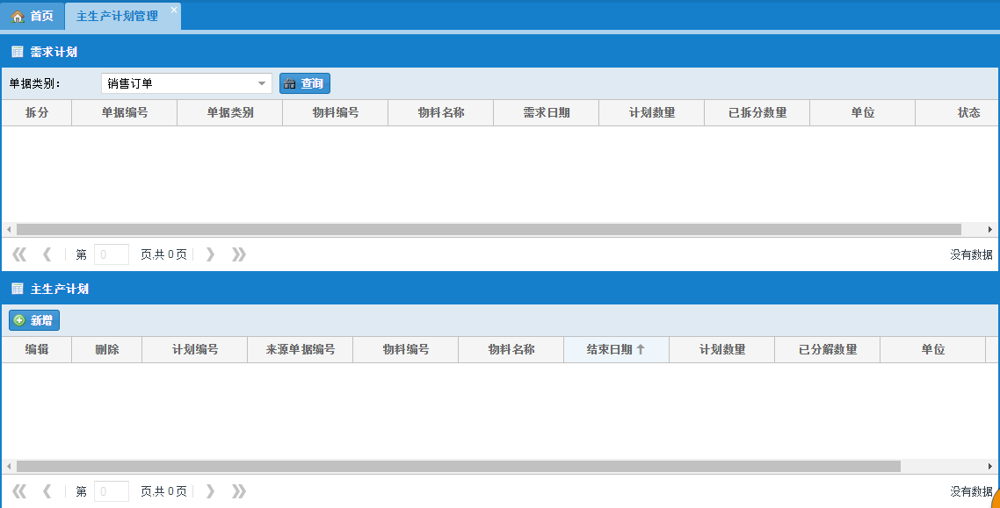 首页 主生产计划管理
需求计划
单据类别： 销售订单 查询
拆分 单据编号 单据类别 物料编号 物料名称 需求日期 计划数量 已拆分数量 单位 状态
第 0 页,共 0 页 没有数据
主生产计划
新增
编辑 删除 计划编号 来源单据编号 物料编号 物料名称 结束日期 计划数量 已分解数量 单位
第 0 页,共 0 页 没有数据